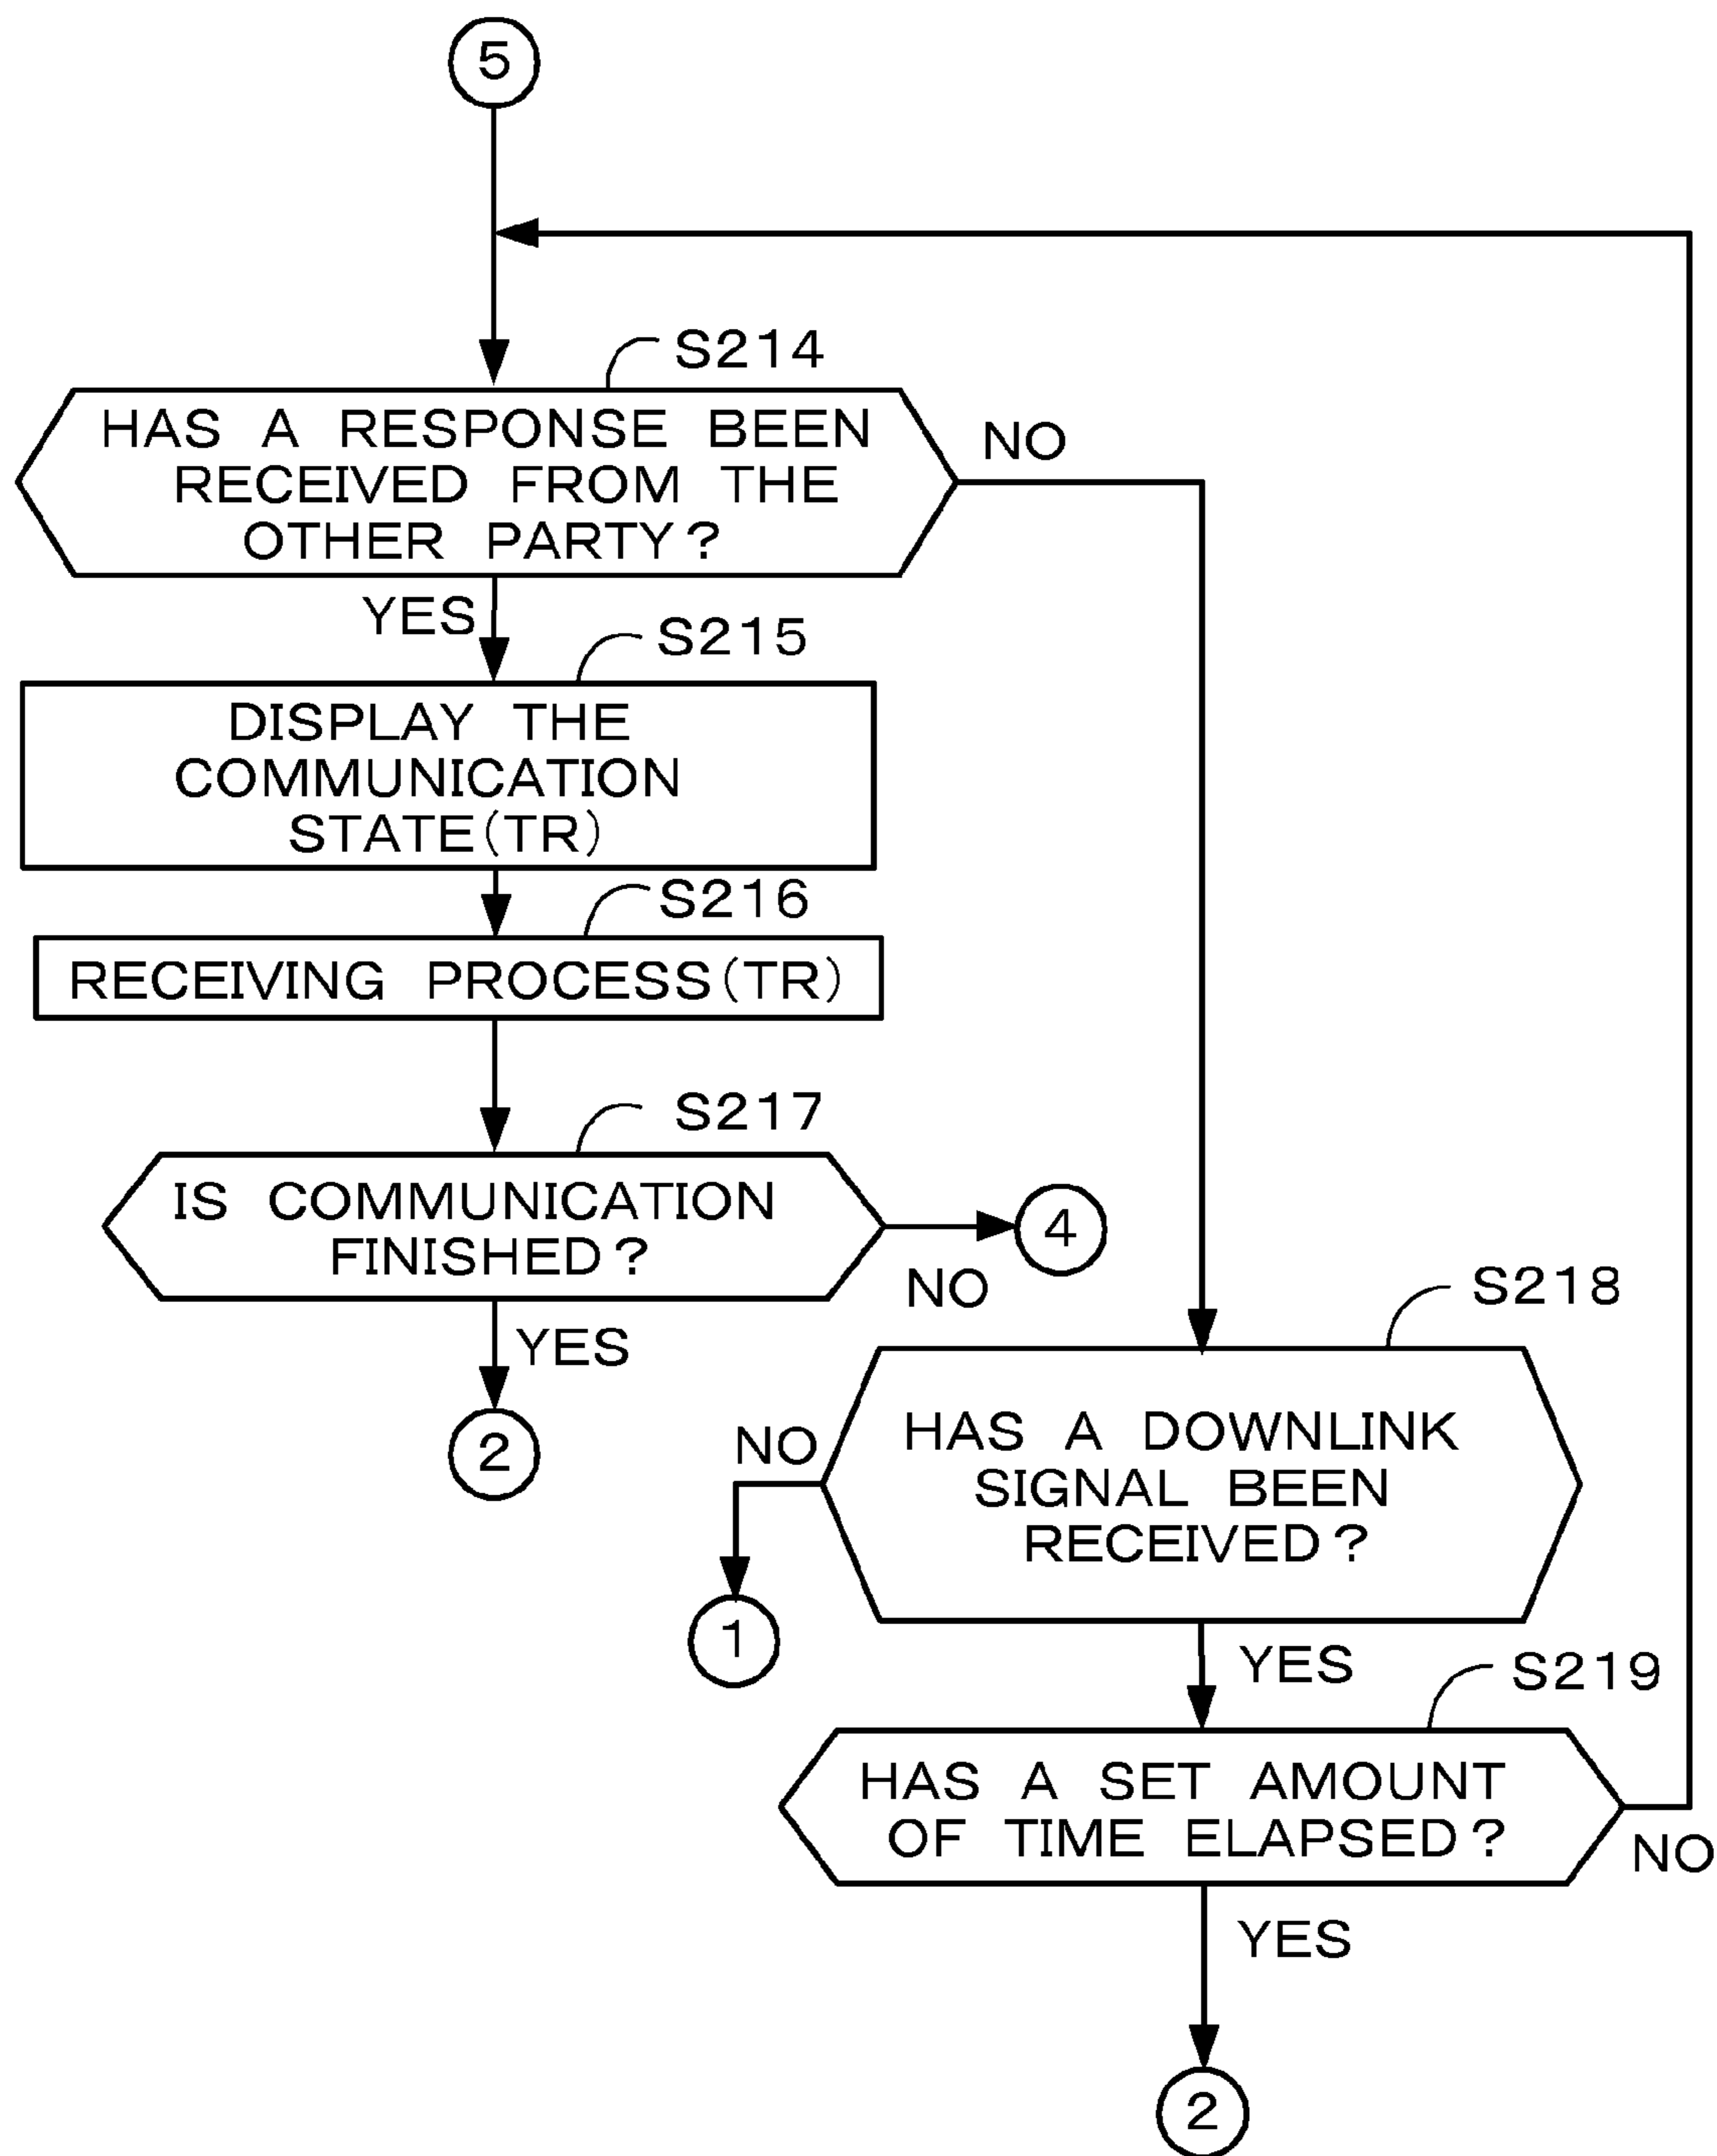 5
S214
HAS A RESPONSE BEEN
RECEIVED FROM THE
OTHER PARTY?
NO
YES
S215
DISPLAY THE
COMMUNICATION
STATE(TR)
S216
RECEIVING PROCESS(TR)
S217
IS COMMUNICATION
FINISHED?
4
NO
YES
2
S218
HAS A DOWNLINK
SIGNAL BEEN
RECEIVED?
NO
1
YES
S219
HAS A SET AMOUNT
OF TIME ELAPSED?
NO
YES
2